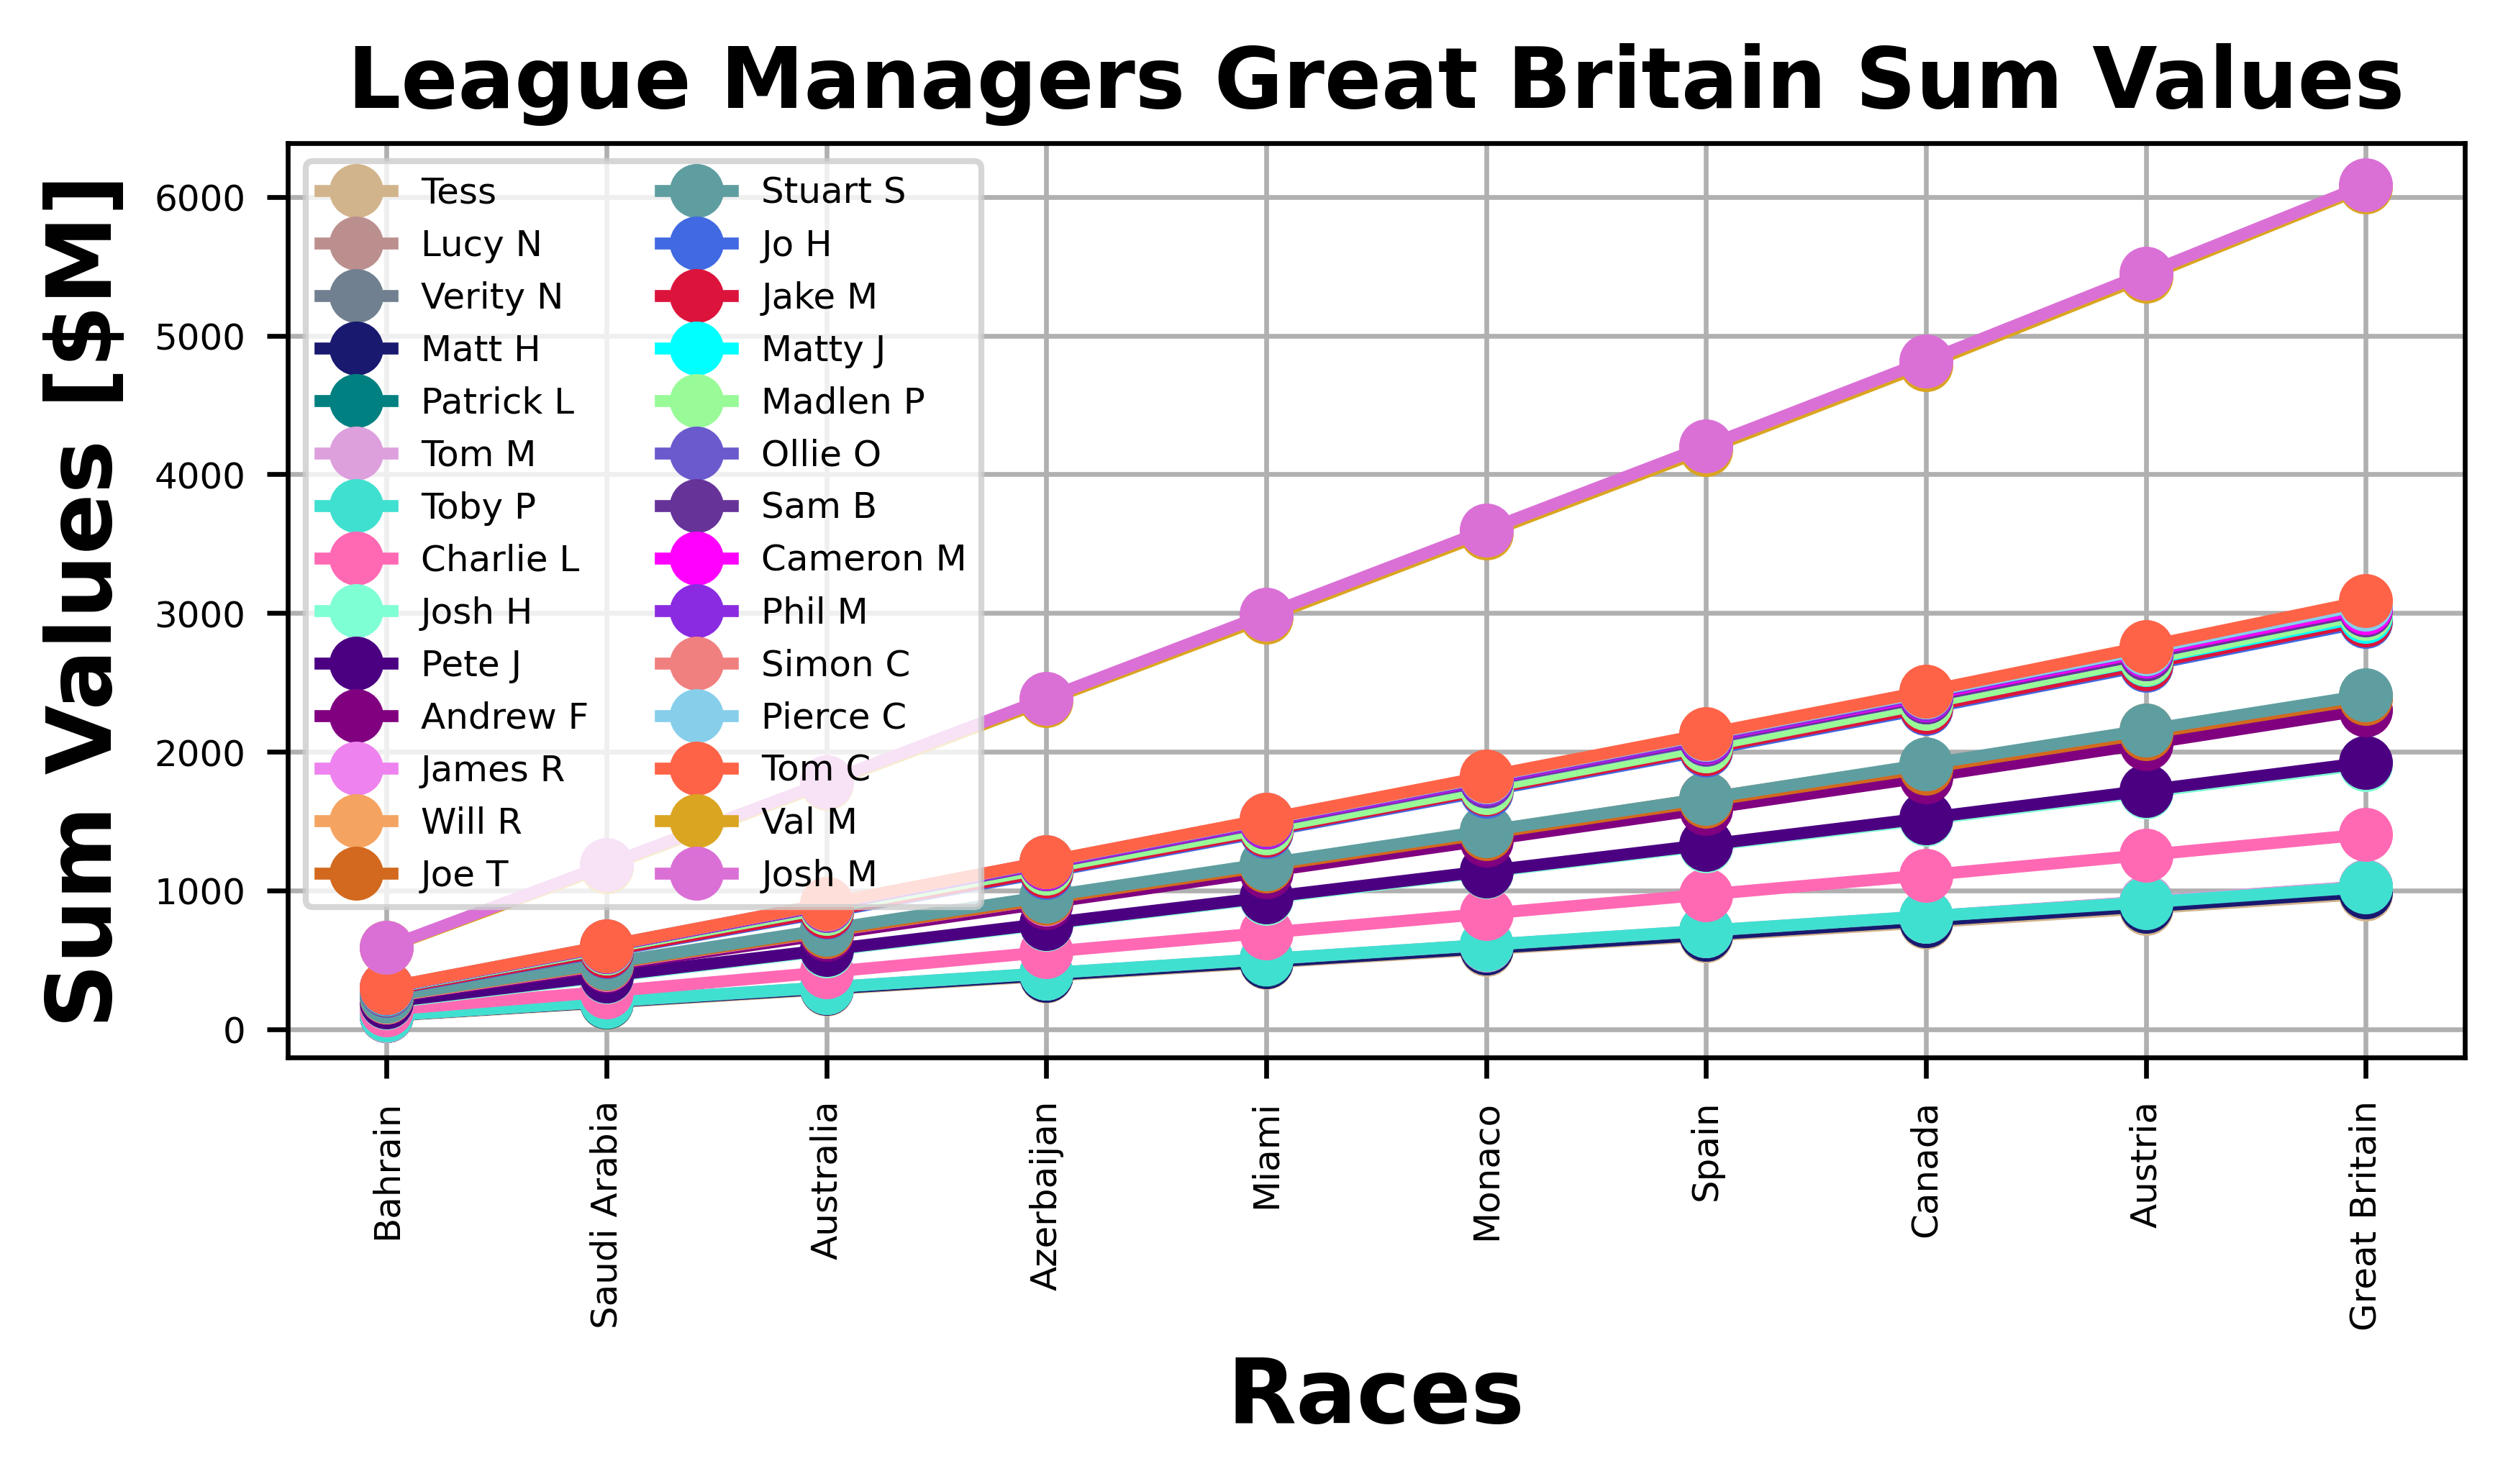 League Managers Great Britain Sum Values
Sum Values [$M]
6000
5000
4000
3000
2000
1000
0
Tess
Lucy N
Verity N
Matt H
Patrick L
Tom M
Toby P
Charlie L
Josh H
Pete J
Andrew F
James R
Will R
Joe T
Stuart S
Jo H
Jake M
Matty J
Madlen P
Ollie O
Sam B
Cameron M
Phil M
Simon C
Pierce C
Tom C
Val M
Josh M
Bahrain
Saudi Arabia
Australia
Azerbaijan
Miami
Monaco
Spain
Canada
Austria
Great Britain
Races